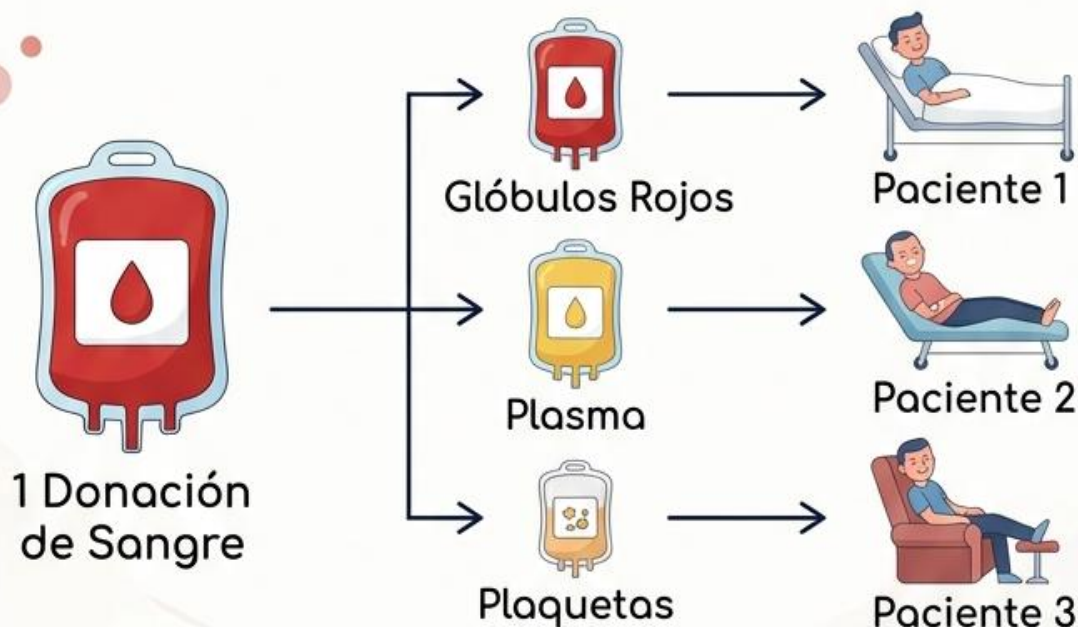 1 Donación
de Sangre
Glóbulos Rojos
Paciente 1
Plasma
Paciente 2
Plaquetas
Paciente 3